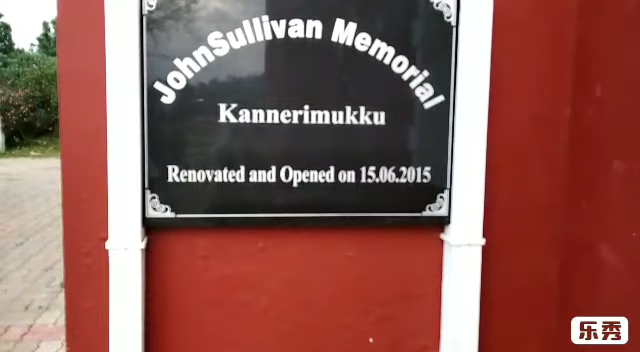 JohnSullivan Memorial
Kannerimukku
Renovated and Opened on 15.06.2015
乐秀